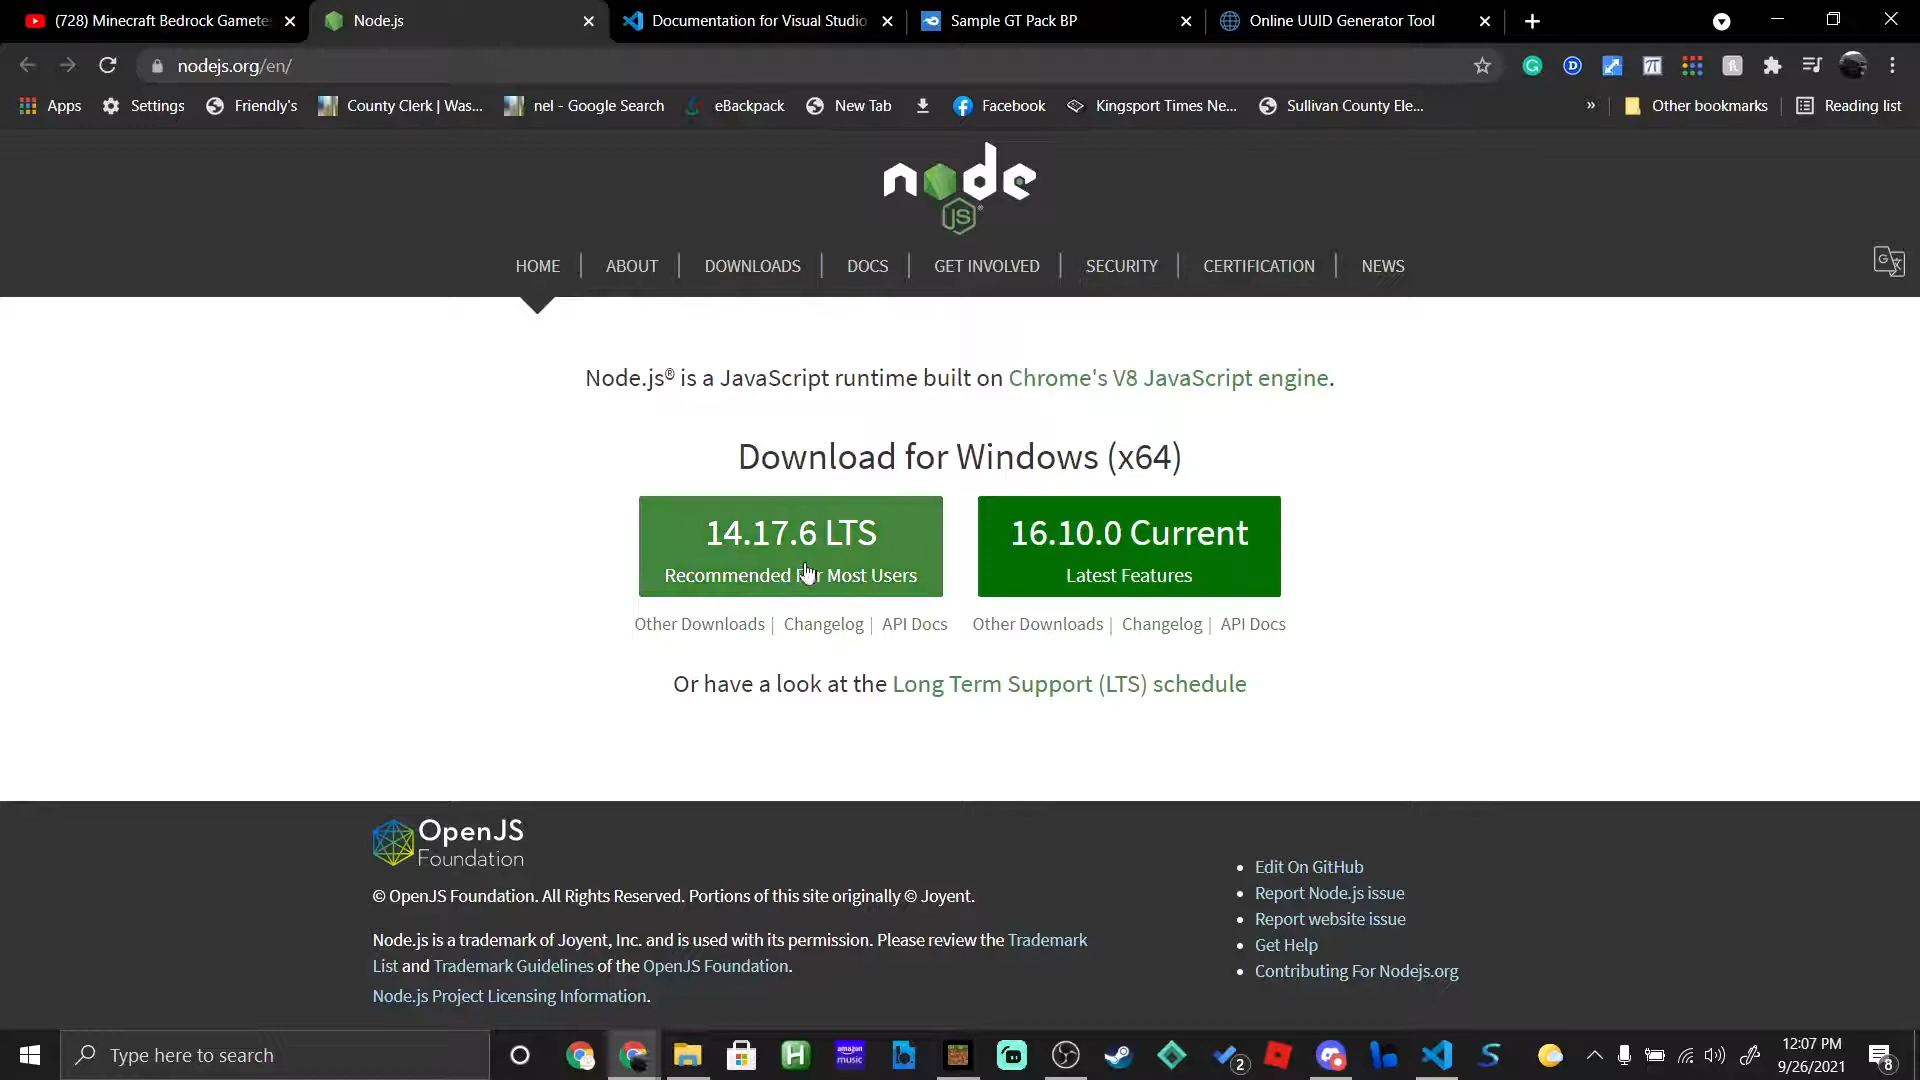 (728) Minecraft Bedrock Gamete
Node.js
Documentation for Visual Studio
Sample GT Pack BP
Online UUID Generator Tool
nodejs.org/en/
Apps
Settings
Friendly's
County Clerk | Was...
nel - Google Search
eBackpack
New Tab
Facebook
Kingsport Times Ne...
Sullivan County Ele...
»
Other bookmarks
Reading list
node
JS
HOME | ABOUT | DOWNLOADS | DOCS | GET INVOLVED | SECURITY | CERTIFICATION | NEWS
Node.js® is a JavaScript runtime built on Chrome's V8 JavaScript engine.
Download for Windows (x64)
14.17.6 LTS
Recommended For Most Users
16.10.0 Current
Latest Features
Other Downloads | Changelog | API Docs
Other Downloads | Changelog | API Docs
Or have a look at the Long Term Support (LTS) schedule
OpenJS
Foundation
© OpenJS Foundation. All Rights Reserved. Portions of this site originally © Joyent.
Node.js is a trademark of Joyent, Inc. and is used with its permission. Please review the Trademark
List and Trademark Guidelines of the OpenJS Foundation.
Node.js Project Licensing Information.
Edit On GitHub
Report Node.js issue
Report website issue
Get Help
Contributing For Nodejs.org
Type here to search
amazon
music
2
12:07 PM
9/26/2021
8